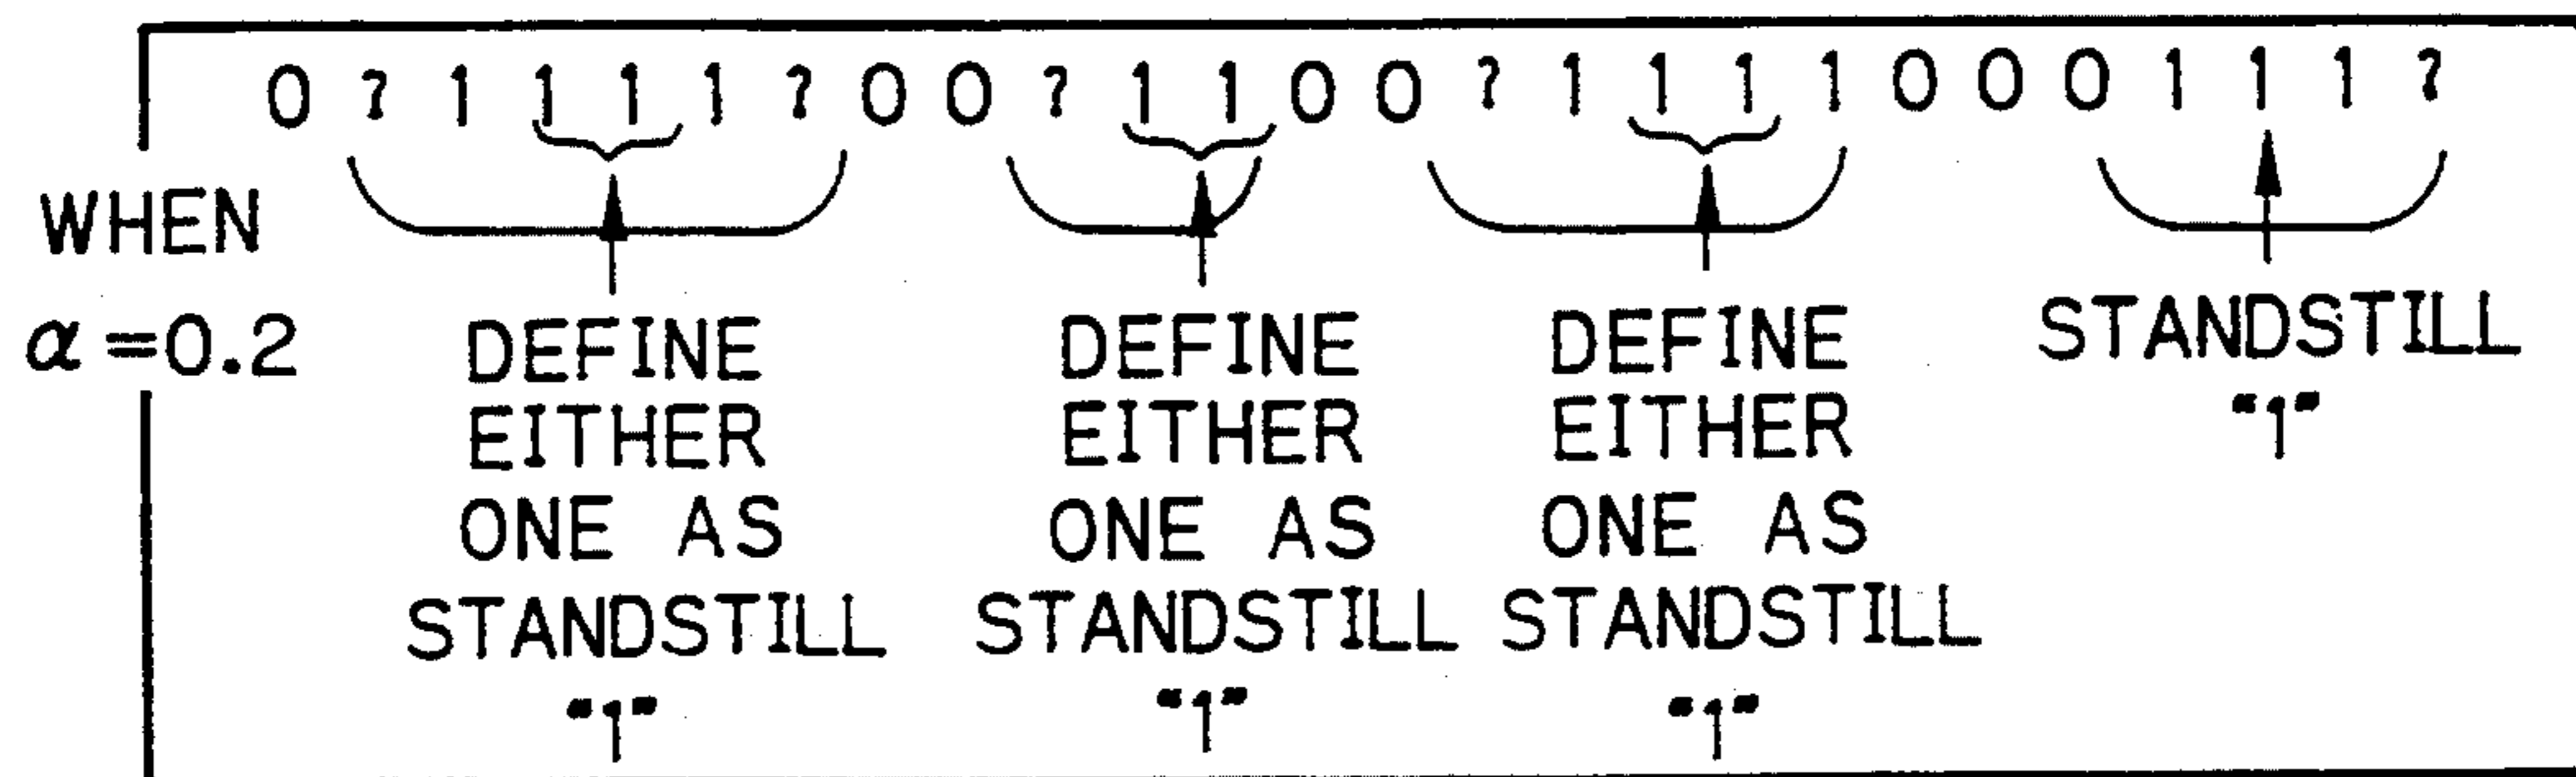 0 ? 1 1 1 1 ? 0 0 ? 1 1 0 0 ? 1 1 1 1 0 0 0 1 1 1 ?
WHEN
α=0.2
DEFINE
EITHER
ONE AS
STANDSTILL
"1"
DEFINE
EITHER
ONE AS
STANDSTILL
"1"
DEFINE
EITHER
ONE AS
STANDSTILL
"1"
STANDSTILL
"1"